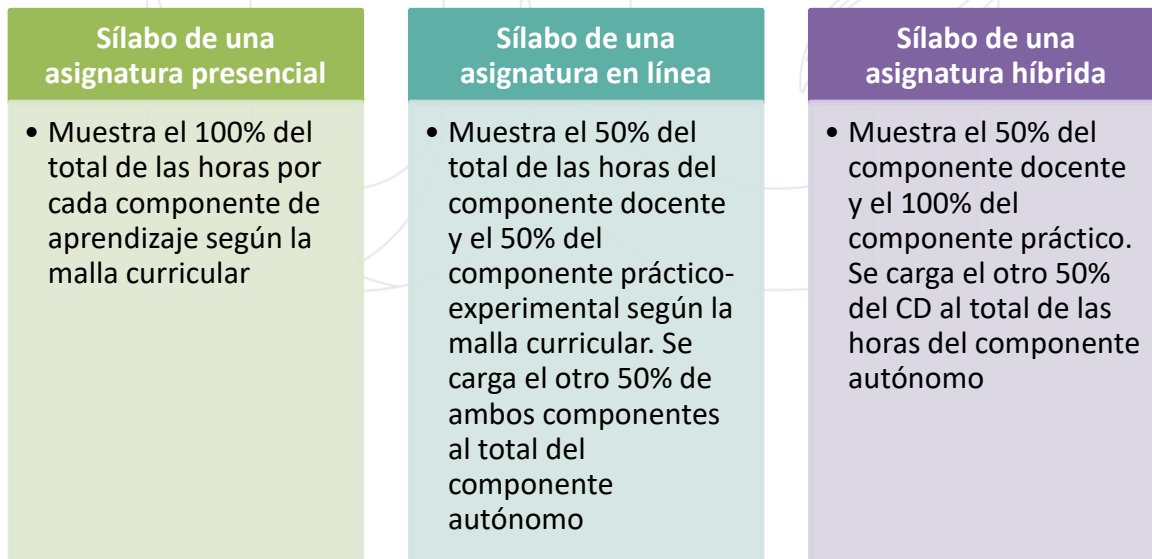 Sílabo de una
asignatura presencial
• Muestra el 100% del
total de las horas por
cada componente de
aprendizaje según la
malla curricular
Sílabo de una
asignatura en línea
• Muestra el 50% del
total de las horas del
componente docente
y el 50% del
componente práctico-
experimental según la
malla curricular. Se
carga el otro 50% de
ambos componentes
al total del
componente
autónomo
Sílabo de una
asignatura híbrida
• Muestra el 50% del
componente docente
y el 100% del
componente práctico.
Se carga el otro 50%
del CD al total de las
horas del componente
autónomo